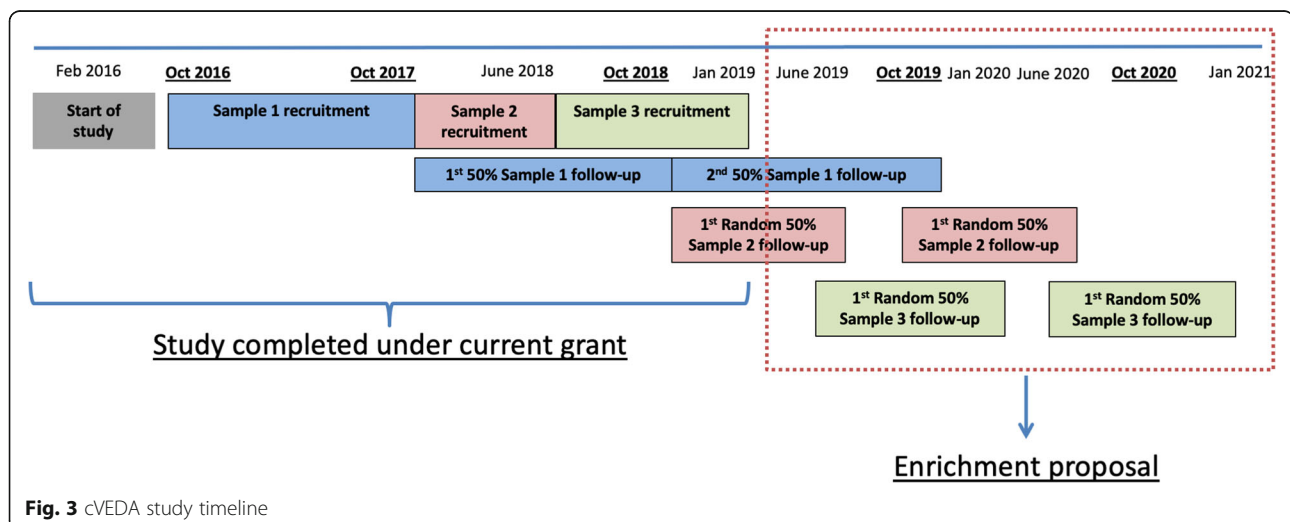 Feb 2016 Oct 2016 Oct 2017 June 2018 Oct 2018 Jan 2019 June 2019 Oct 2019 Jan 2020 June 2020 Oct 2020 Jan 2021
Start of
study
Sample 1 recruitment
Sample 2
recruitment
Sample 3 recruitment
1st 50% Sample 1 follow-up
2nd 50% Sample 1 follow-up
1st Random 50%
Sample 2 follow-up
1st Random 50%
Sample 2 follow-up
1st Random 50%
Sample 3 follow-up
1st Random 50%
Sample 3 follow-up
Study completed under current grant
Enrichment proposal
Fig. 3 cVEDA study timeline